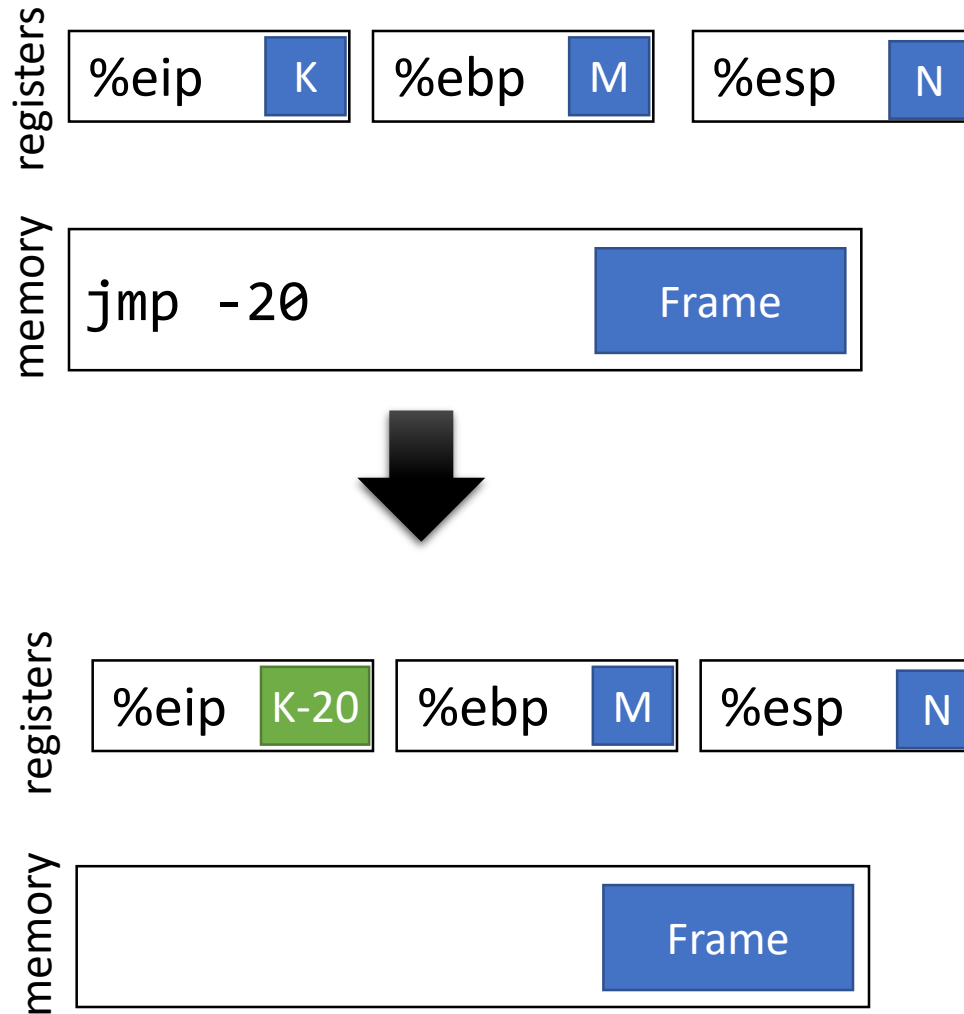 registers
%eip K %ebp M %esp N
memory
jmp -20 Frame
registers
%eip K-20 %ebp M %esp N
memory
Frame